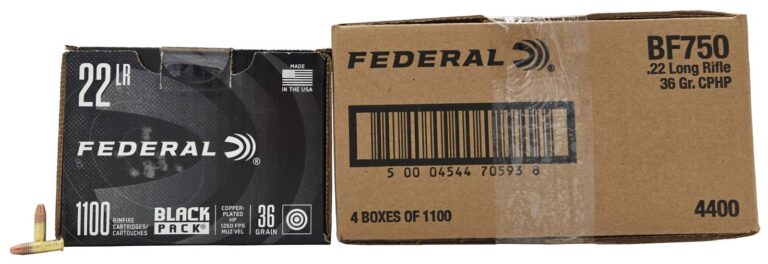 22 LR
MADE
IN THE USA
FEDERAL®
1100
RIMFIRE
CARTRIDGES/
CARTOUCHES
BLACK
PACK®
COPPER-
PLATED
HP
1260 FPS
MUZ VEL
36
GRAIN
FEDERAL®
5 00 04544 70593 8
4 BOXES OF 1100
BF750
.22 Long Rifle
36 Gr. CPHP
4400